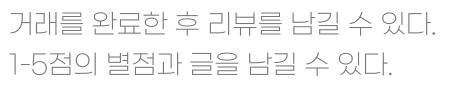 거래를 완료한 후 리뷰를 남길 수 있다.
1-5점의 별점과 글을 남길 수 있다.